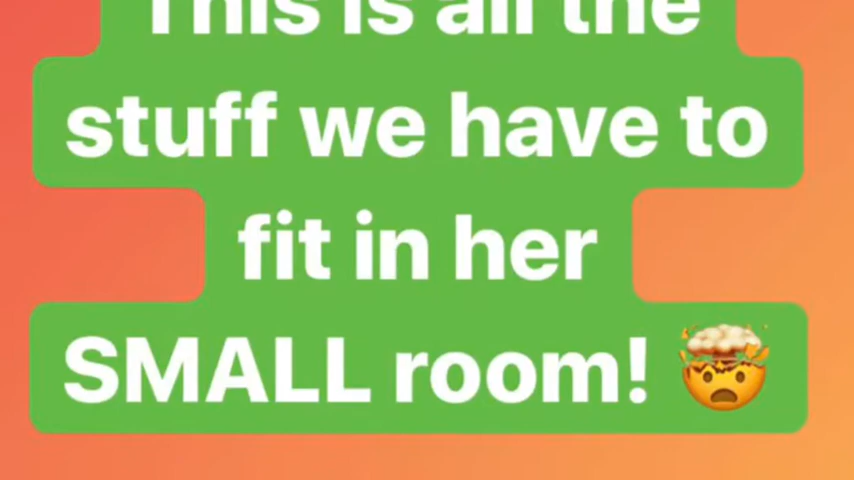 This is all the
stuff we have to
fit in her
SMALL room! 🤯